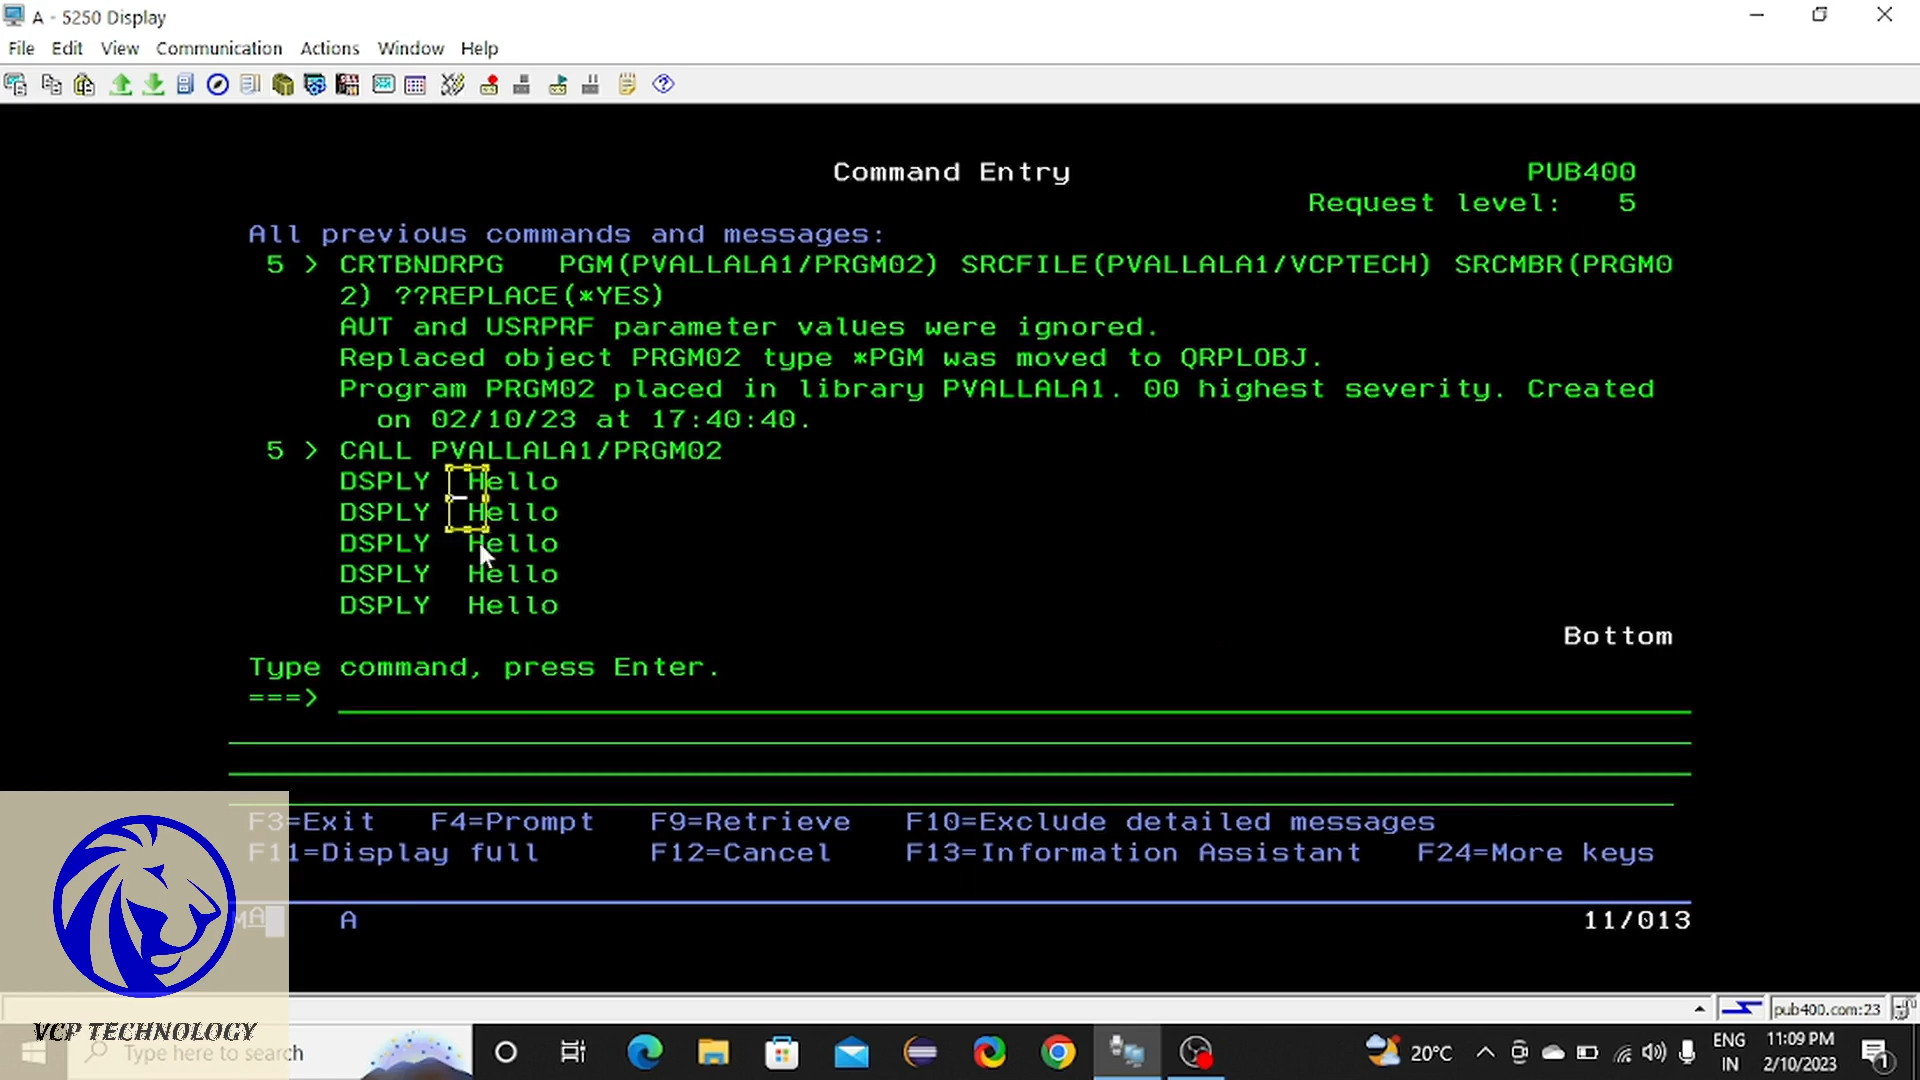 A - 5250 Display
File Edit View Communication Actions Window Help
Command Entry PUB400
Request level: 5
All previous commands and messages:
5 > CRTBNDRPG PGM(PVALLALA1/PRGM02) SRCFILE(PVALLALA1/VCPTECH) SRCMBR(PRGM0
2) ??REPLACE(*YES)
AUT and USRPRF parameter values were ignored.
Replaced object PRGM02 type *PGM was moved to QRPLOBJ.
Program PRGM02 placed in library PVALLALA1. 00 highest severity. Created
on 02/10/23 at 17:40:40.
5 > CALL PVALLALA1/PRGM02
DSPLY Hello
DSPLY Hello
DSPLY Hello
DSPLY Hello
DSPLY Hello
Bottom
Type command, press Enter.
===>
F3=Exit F4=Prompt F9=Retrieve F10=Exclude detailed messages
F11=Display full F12=Cancel F13=Information Assistant F24=More keys
MA A 11/013
pub400.com:23
VCP TECHNOLOGY
Type here to search
20°C
ENG
IN
11:09 PM
2/10/2023
1